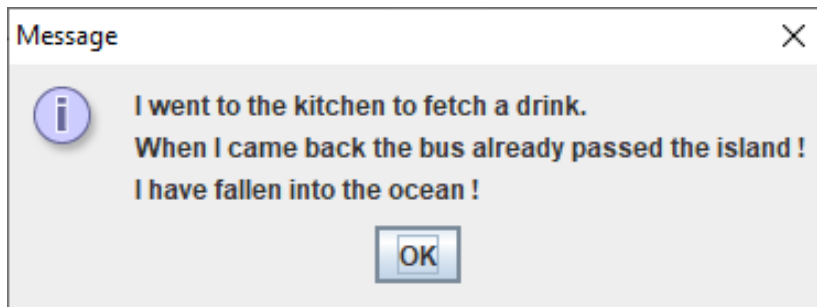 Message
I went to the kitchen to fetch a drink.
When I came back the bus already passed the island !
I have fallen into the ocean !
OK